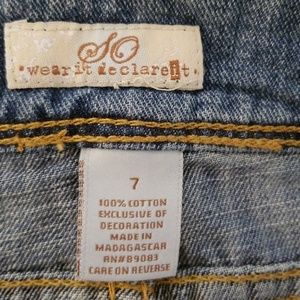 SO
•wear it declare it•
7
100% COTTON
EXCLUSIVE OF
DECORATION
MADE IN
MADAGASCAR
RN#89083
CARE ON REVERSE